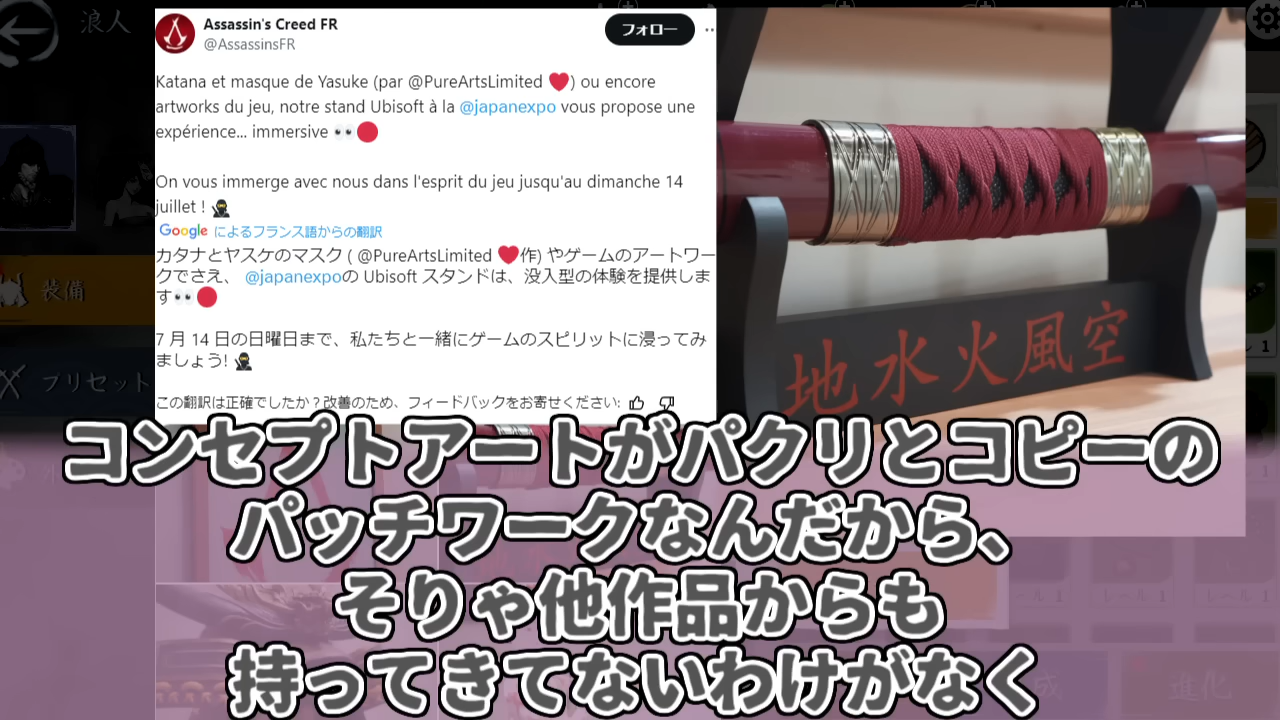 浪人
Assassin's Creed FR
@AssassinsFR
フォロー
Katana et masque de Yasuke (par @PureArtsLimited ❤️) ou encore
artworks du jeu, notre stand Ubisoft à la @japanexpo vous propose une
expérience... immersive 👀🔴
On vous immerge avec nous dans l'esprit du jeu jusqu'au dimanche 14
juillet ! 🥷
Google によるフランス語からの翻訳
カタナとヤスケのマスク ( @PureArtsLimited ❤️作) やゲームのアートワー
クでさえ、 @japanexpoの Ubisoft スタンドは、没入型の体験を提供しま
す👀🔴
7 月 14 日の日曜日まで、私たちと一緒にゲームのスピリットに浸ってみ
ましょう! 🥷
この翻訳は正確でしたか？改善のため、フィードバックをお寄せください:
装備
プリセット
地水火風空
コンセプトアートがパクリとコピーの
パッチワークなんだから、
そりゃ他作品からも
持ってきてないわけがなく
レベル 1
レベル 1
進化